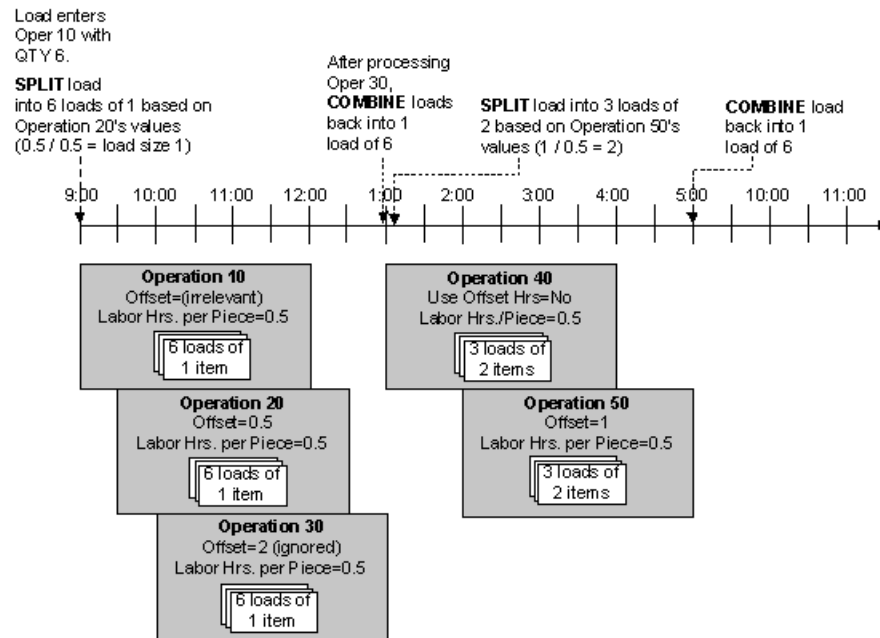 Load enters
Oper 10 with
QTY 6.
SPLIT load
into 6 loads of 1 based on
Operation 20's values
(0.5 / 0.5 = load size 1)
After processing
Oper 30,
COMBINE loads
back into 1
load of 6
SPLIT load into 3 loads of
2 based on Operation 50's
values (1 / 0.5 = 2)
COMBINE load
back into 1
load of 6
9:00 10:00 11:00 12:00 1:00 2:00 3:00 4:00 5:00 10:00 11:00
Operation 10
Offset=(irrelevant)
Labor Hrs. per Piece=0.5
6 loads of
1 item
Operation 40
Use Offset Hrs=No
Labor Hrs./Piece=0.5
3 loads of
2 items
Operation 20
Offset=0.5
Labor Hrs. per Piece=0.5
6 loads of
1 item
Operation 50
Offset=1
Labor Hrs. per Piece=0.5
3 loads of
2 items
Operation 30
Offset=2 (ignored)
Labor Hrs. per Piece=0.5
6 loads of
1 item